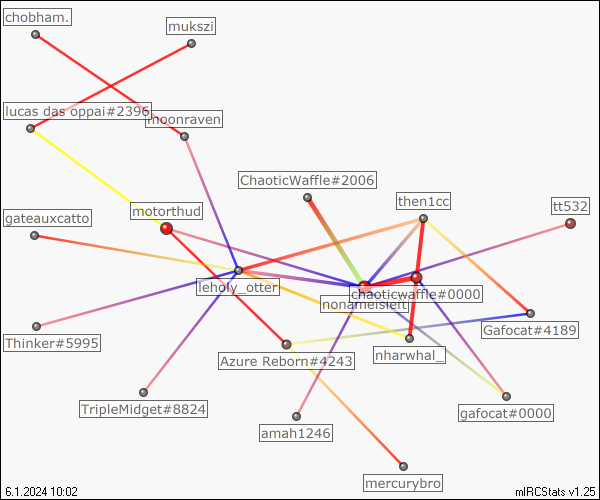 chobham.
mukszi
lucas das oppai#2396
moonraven
ChaoticWaffle#2006
then1cc
tt532
motorthud
gateauxcatto
leholy_otter
chaoticwaffle#0000
Gafocat#4189
Thinker#5995
Azure Reborn#4243
nharwhal_
TripleMidget#8824
gafocat#0000
amah1246
mercurybro
6.1.2024 10:02
mIRCStats v1.25